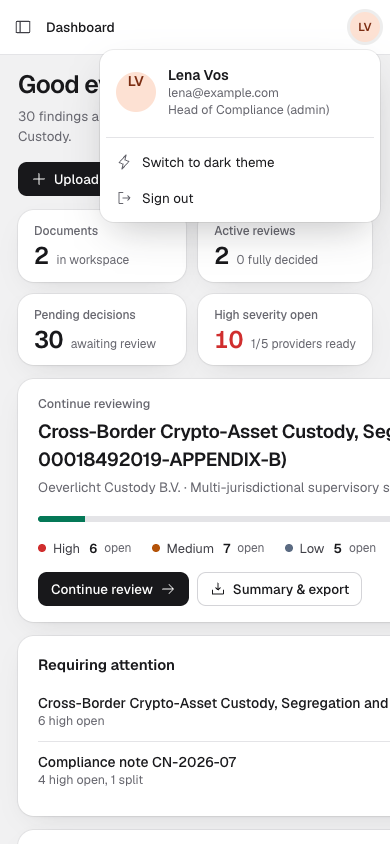 Dashboard
LV
LV
Lena Vos
lena@example.com
Head of Compliance (admin)
Switch to dark theme
Sign out
Good
30 findings
Custody.
Upload
Documents
2 in workspace
Active reviews
2 0 fully decided
Pending decisions
30 awaiting review
High severity open
10 1/5 providers ready
Continue reviewing
Cross-Border Crypto-Asset Custody,
00018492019-APPENDIX-B)
Oeverlicht Custody B.V. · Multi-jurisdictional supervisory
High 6 open Medium 7 open Low 5 open
Continue review
Summary & export
Requiring attention
Cross-Border Crypto-Asset Custody, Segregation and
6 high open
Compliance note CN-2026-07
4 high open, 1 split